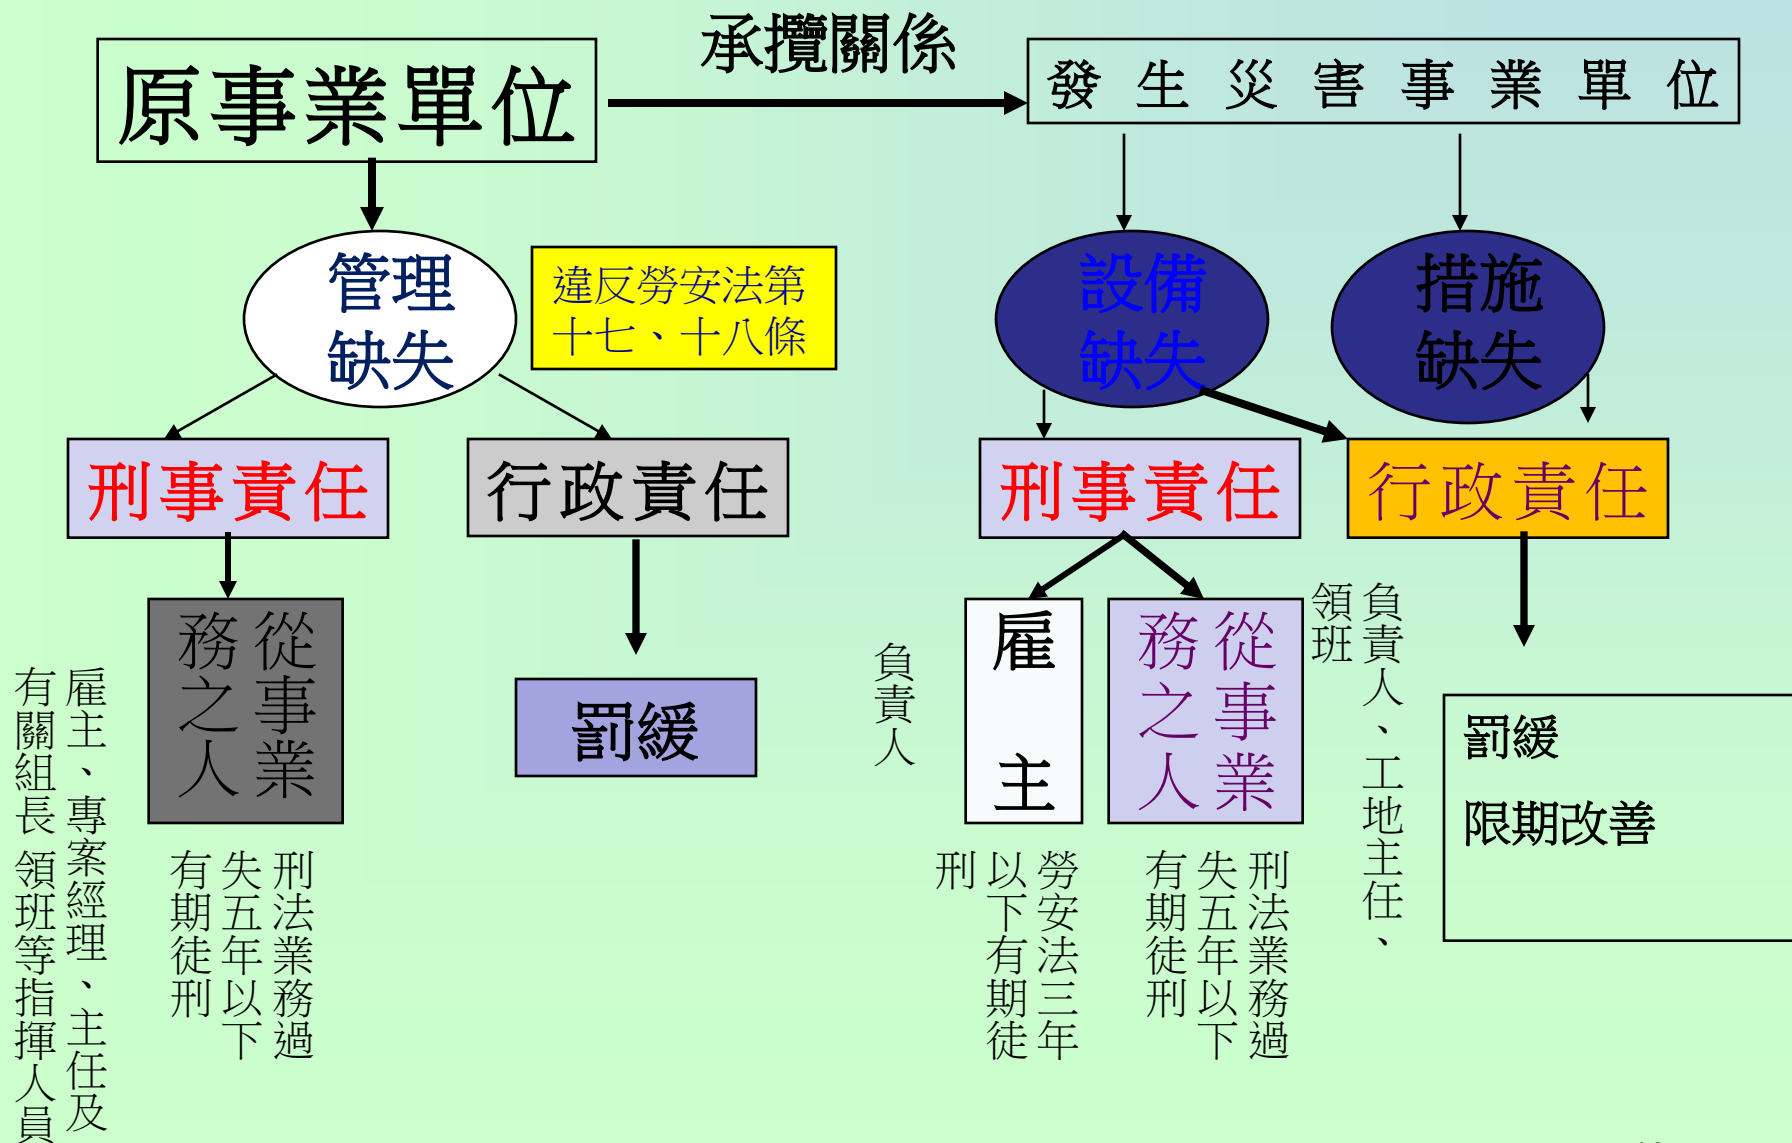 承攬關係
原事業單位
發生災害事業單位
管理
缺失
違反勞安法第
十七、十八條
設備
缺失
措施
缺失
刑事責任
行政責任
刑事責任
行政責任
雇主、專案經理、主任及
有關組長 領班等指揮人員
從事業
務之人
刑法業務過
失五年以下
有期徒刑
罰緩
負責人
雇
主
勞安法三年
以下有期徒
刑
從事業
務之人
刑法業務過
失五年以下
有期徒刑
負責人、工地主任、
領班
罰緩
限期改善